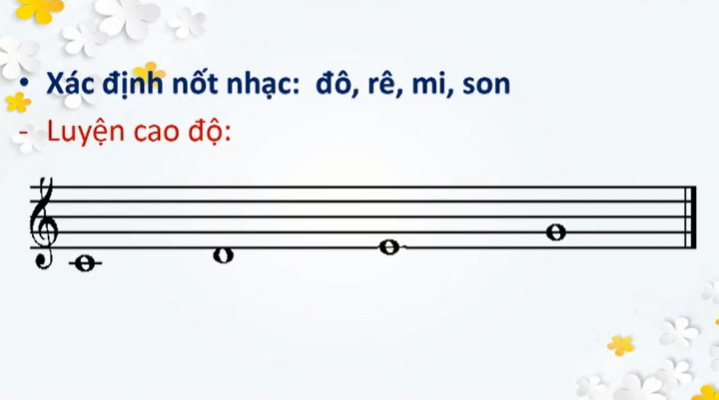 • Xác định nốt nhạc: đô, rê, mi, son
- Luyện cao độ: